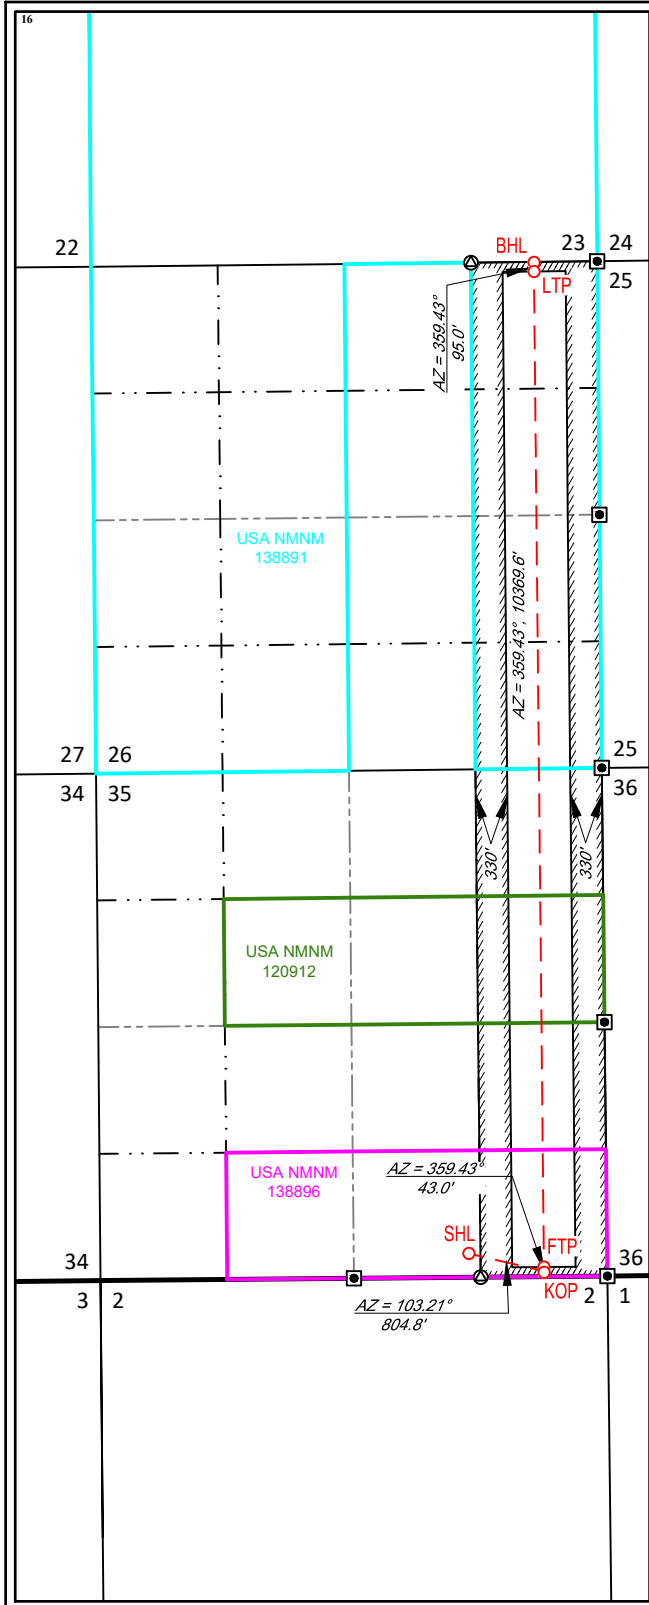 16
22
BHL
23
24
LTP
25
AZ = 359.43°
95.0'
USA NMNM
138891
AZ = 359.43°, 10369.6'
27
26
25
34
35
36
330'
330'
USA NMNM
120912
USA NMNM
138896
AZ = 359.43°
43.0'
SHL
FTP
34
36
KOP
3
2
2
1
AZ = 103.21°
804.8'